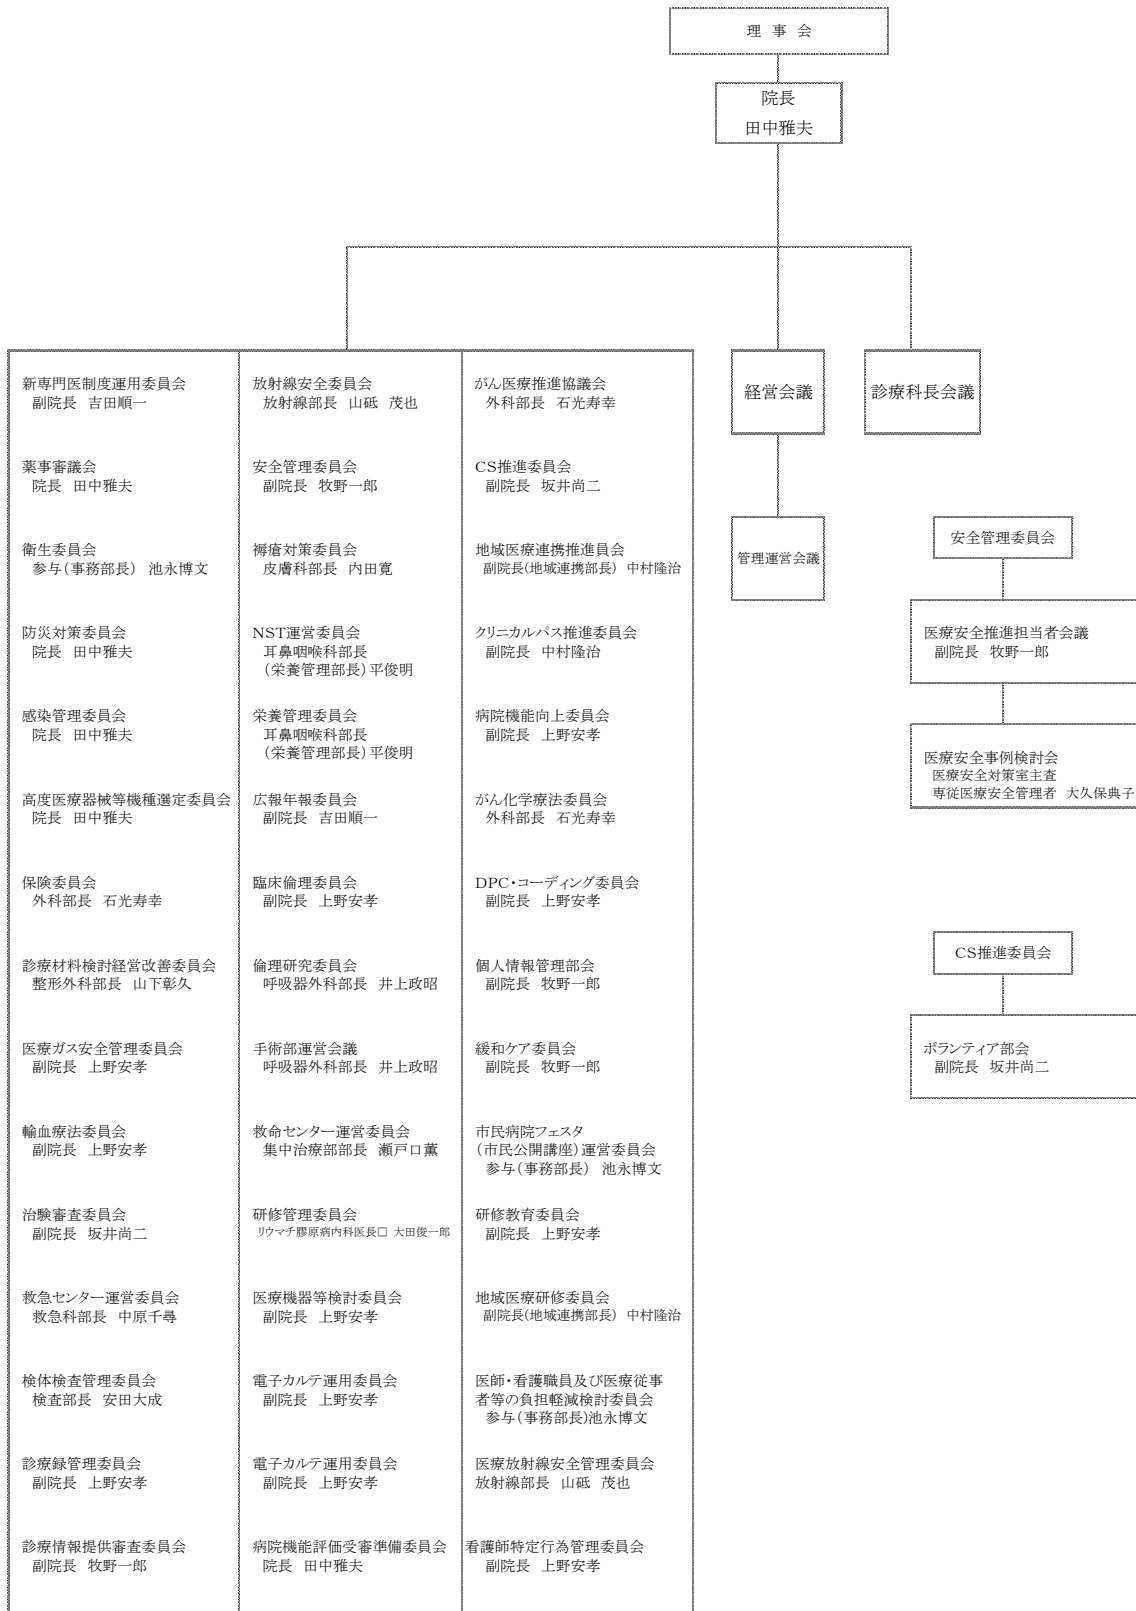 理 事 会
院長
田中雅夫
新専門医制度運用委員会
副院長 吉田順一
薬事審議会
院長 田中雅夫
衛生委員会
参与(事務部長) 池永博文
防災対策委員会
院長 田中雅夫
感染管理委員会
院長 田中雅夫
高度医療器械等機種選定委員会
院長 田中雅夫
保険委員会
外科部長 石光寿幸
診療材料検討経営改善委員会
整形外科部長 山下彰久
医療ガス安全管理委員会
副院長 上野安孝
輸血療法委員会
副院長 上野安孝
治験審査委員会
副院長 坂井尚二
救急センター運営委員会
救急科部長 中原千尋
検体検査管理委員会
検査部長 安田大成
診療録管理委員会
副院長 上野安孝
診療情報提供審査委員会
副院長 牧野一郎
放射線安全委員会
放射線部長 山砥 茂也
安全管理委員会
副院長 牧野一郎
褥瘡対策委員会
皮膚科部長 内田寛
NST運営委員会
耳鼻咽喉科部長
(栄養管理部長)平俊明
栄養管理委員会
耳鼻咽喉科部長
(栄養管理部長)平俊明
広報年報委員会
副院長 吉田順一
臨床倫理委員会
副院長 上野安孝
倫理研究委員会
呼吸器外科部長 井上政昭
手術部運営会議
呼吸器外科部長 井上政昭
救命センター運営委員会
集中治療部部長 瀬戸口薫
研修管理委員会
リウマチ膠原病内科医長□ 大田俊一郎
医療機器等検討委員会
副院長 上野安孝
電子カルテ運用委員会
副院長 上野安孝
電子カルテ運用委員会
副院長 上野安孝
病院機能評価受審準備委員会
院長 田中雅夫
がん医療推進協議会
外科部長 石光寿幸
CS推進委員会
副院長 坂井尚二
地域医療連携推進員会
副院長(地域連携部長) 中村隆治
クリニカルパス推進委員会
副院長 中村隆治
病院機能向上委員会
副院長 上野安孝
がん化学療法委員会
外科部長 石光寿幸
DPC・コーディング委員会
副院長 上野安孝
個人情報管理部会
副院長 牧野一郎
緩和ケア委員会
副院長 牧野一郎
市民病院フェスタ
(市民公開講座)運営委員会
参与(事務部長) 池永博文
研修教育委員会
副院長 上野安孝
地域医療研修委員会
副院長(地域連携部長) 中村隆治
医師・看護職員及び医療従事
者等の負担軽減検討委員会
参与(事務部長)池永博文
医療放射線安全管理委員会
放射線部長 山砥 茂也
看護師特定行為管理委員会
副院長 上野安孝
経営会議
管理運営会議
診療科長会議
安全管理委員会
医療安全推進担当者会議
副院長 牧野一郎
医療安全事例検討会
医療安全対策室主査
専従医療安全管理者 大久保典子
CS推進委員会
ボランティア部会
副院長 坂井尚二